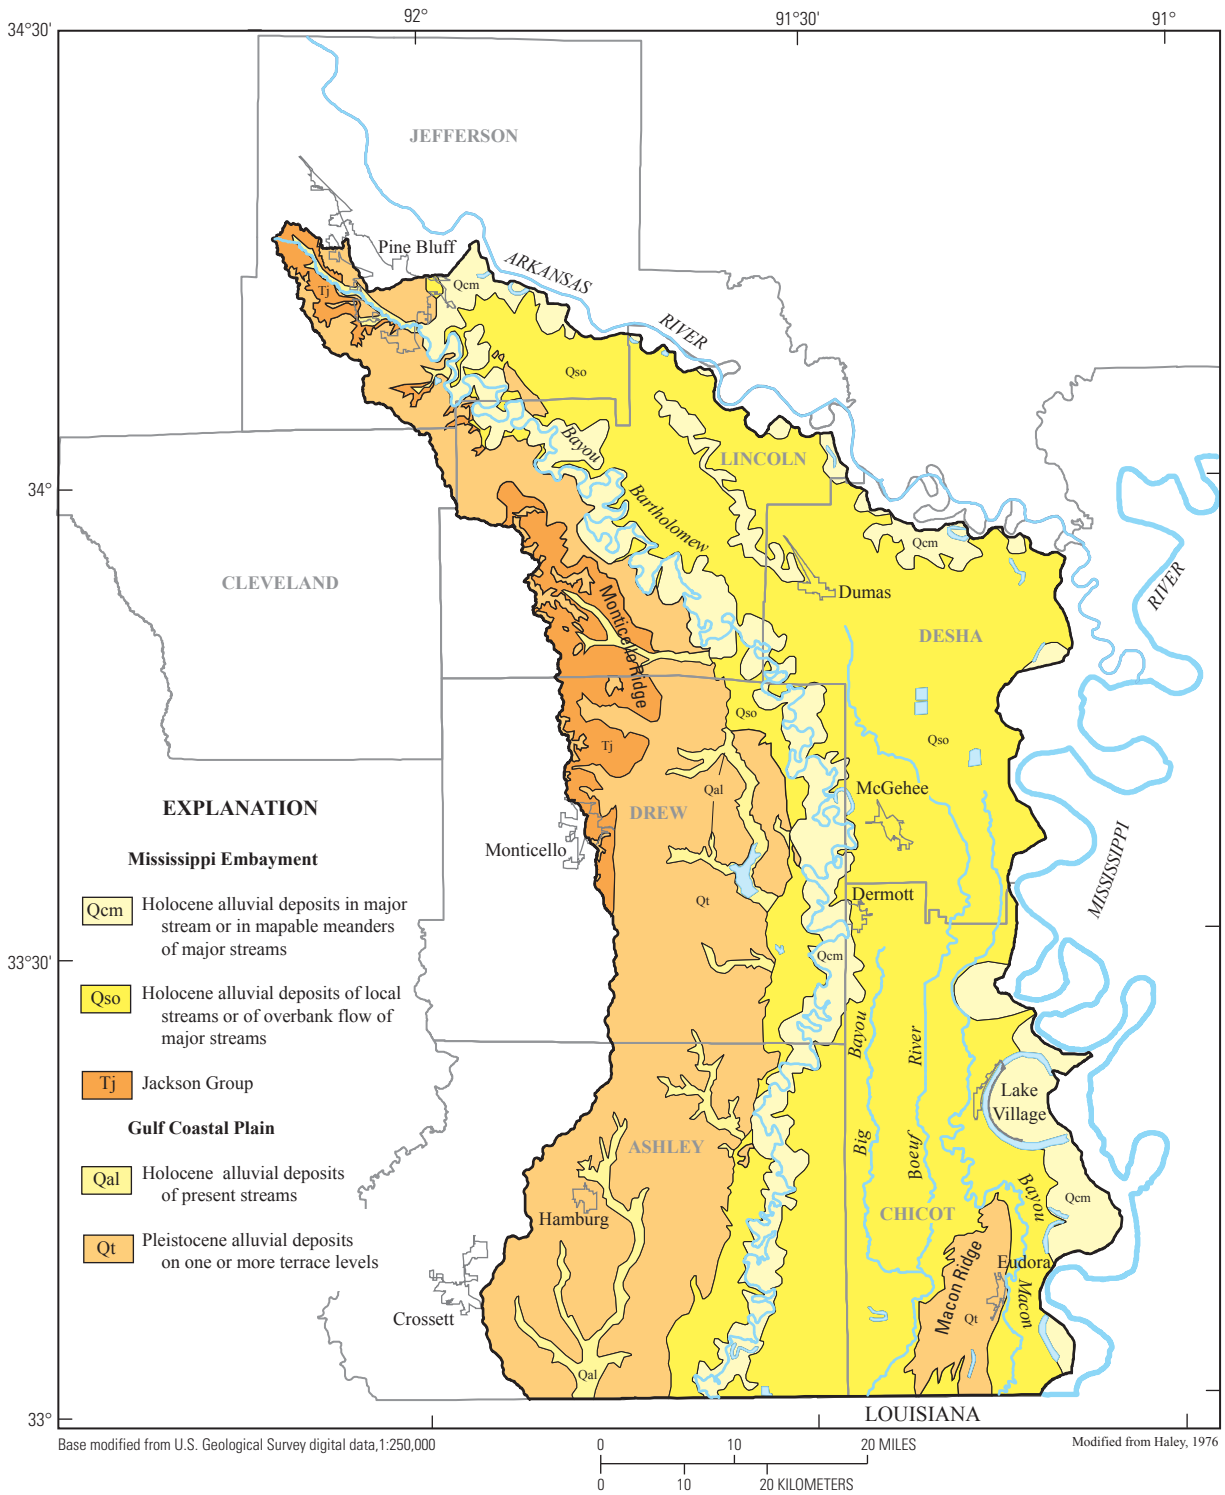 92°
91°30'
91°
34°30'
JEFFERSON
Pine Bluff
ARKANSAS
RIVER
Qcm
Tj
Qso
Bayou
LINCOLN
Bartholomew
34°
Qcm
CLEVELAND
Dumas
RIVER
Monticello Ridge
DESHA
Qso
Qso
Tj
Qal
McGehee
EXPLANATION
DREW
Monticello
MISSISSIPPI
Mississippi Embayment
Dermott
Qt
Qcm
Holocene alluvial deposits in major
stream or in mapable meanders
of major streams
Qcm
33°30'
Qso
Holocene alluvial deposits of local
streams or of overbank flow of
major streams
Bayou
River
Tj
Jackson Group
Lake
Village
Gulf Coastal Plain
ASHLEY
Big
Boeuf
Qal
Holocene alluvial deposits
of present streams
Bayou
Qcm
Hamburg
CHICOT
Qt
Pleistocene alluvial deposits
on one or more terrace levels
Eudora
Macon Ridge
Macon
Crossett
Qt
Qal
33°
LOUISIANA
Base modified from U.S. Geological Survey digital data,1:250,000
0 10 20 MILES
Modified from Haley, 1976
0 10 20 KILOMETERS